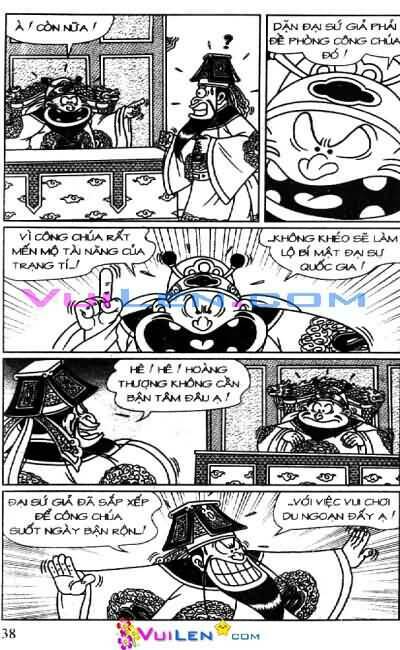 À! CÒN NỮA!
?
DẶN ĐẠI SỨ GIẢ PHẢI
ĐỀ PHÒNG CÔNG CHÚA
ĐÓ!
VÌ CÔNG CHÚA RẤT
MẾN MỘ TÀI NĂNG CỦA
TRẠNG TÍ...!
...KHÔNG KHÉO SẼ LÀM
LỘ BÍ MẬT ĐẠI SỰ
QUỐC GIA!
VUILEN.COM
HÊ! HÊ! HOÀNG
THƯỢNG KHÔNG CẦN
BẬN TÂM ĐÂU Ạ!
ĐẠI SỨ GIẢ ĐÃ SẮP XẾP
ĐỂ CÔNG CHÚA
SUỐT NGÀY BẬN RỘN...!
...VỚI VIỆC VUI CHƠI
DU NGOẠN ĐẤY Ạ!
38
VUILEN.COM